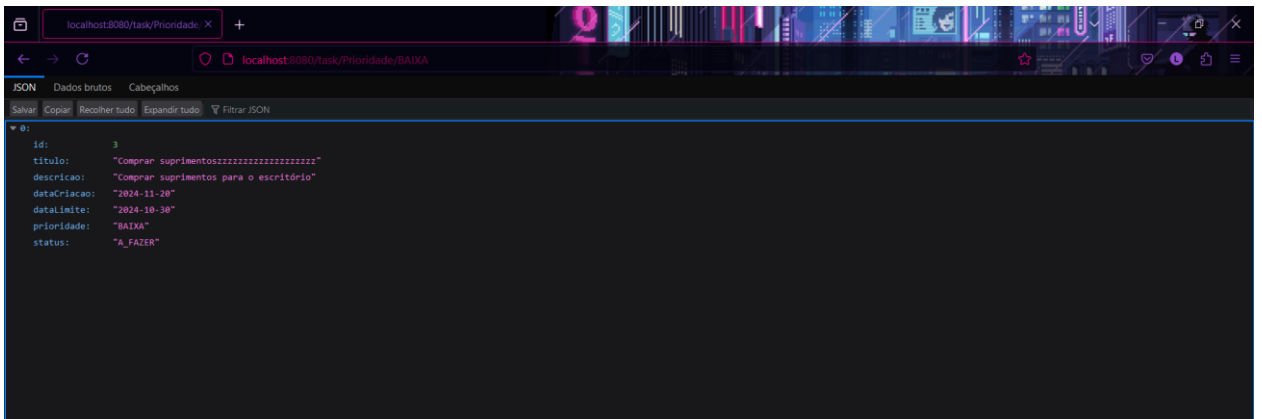 localhost:8080/task/Prioridade/
localhost:8080/task/Prioridade/BAIXA
L
JSON Dados brutos Cabeçalhos
Salvar Copiar Recolher tudo Expandir tudo Filtrar JSON
0:
id: 3
titulo: "Comprar suprimentoszzzzzzzzzzzzzzzzzzzz"
descricao: "Comprar suprimentos para o escritório"
dataCriacao: "2024-11-20"
dataLimite: "2024-10-30"
prioridade: "BAIXA"
status: "A_FAZER"